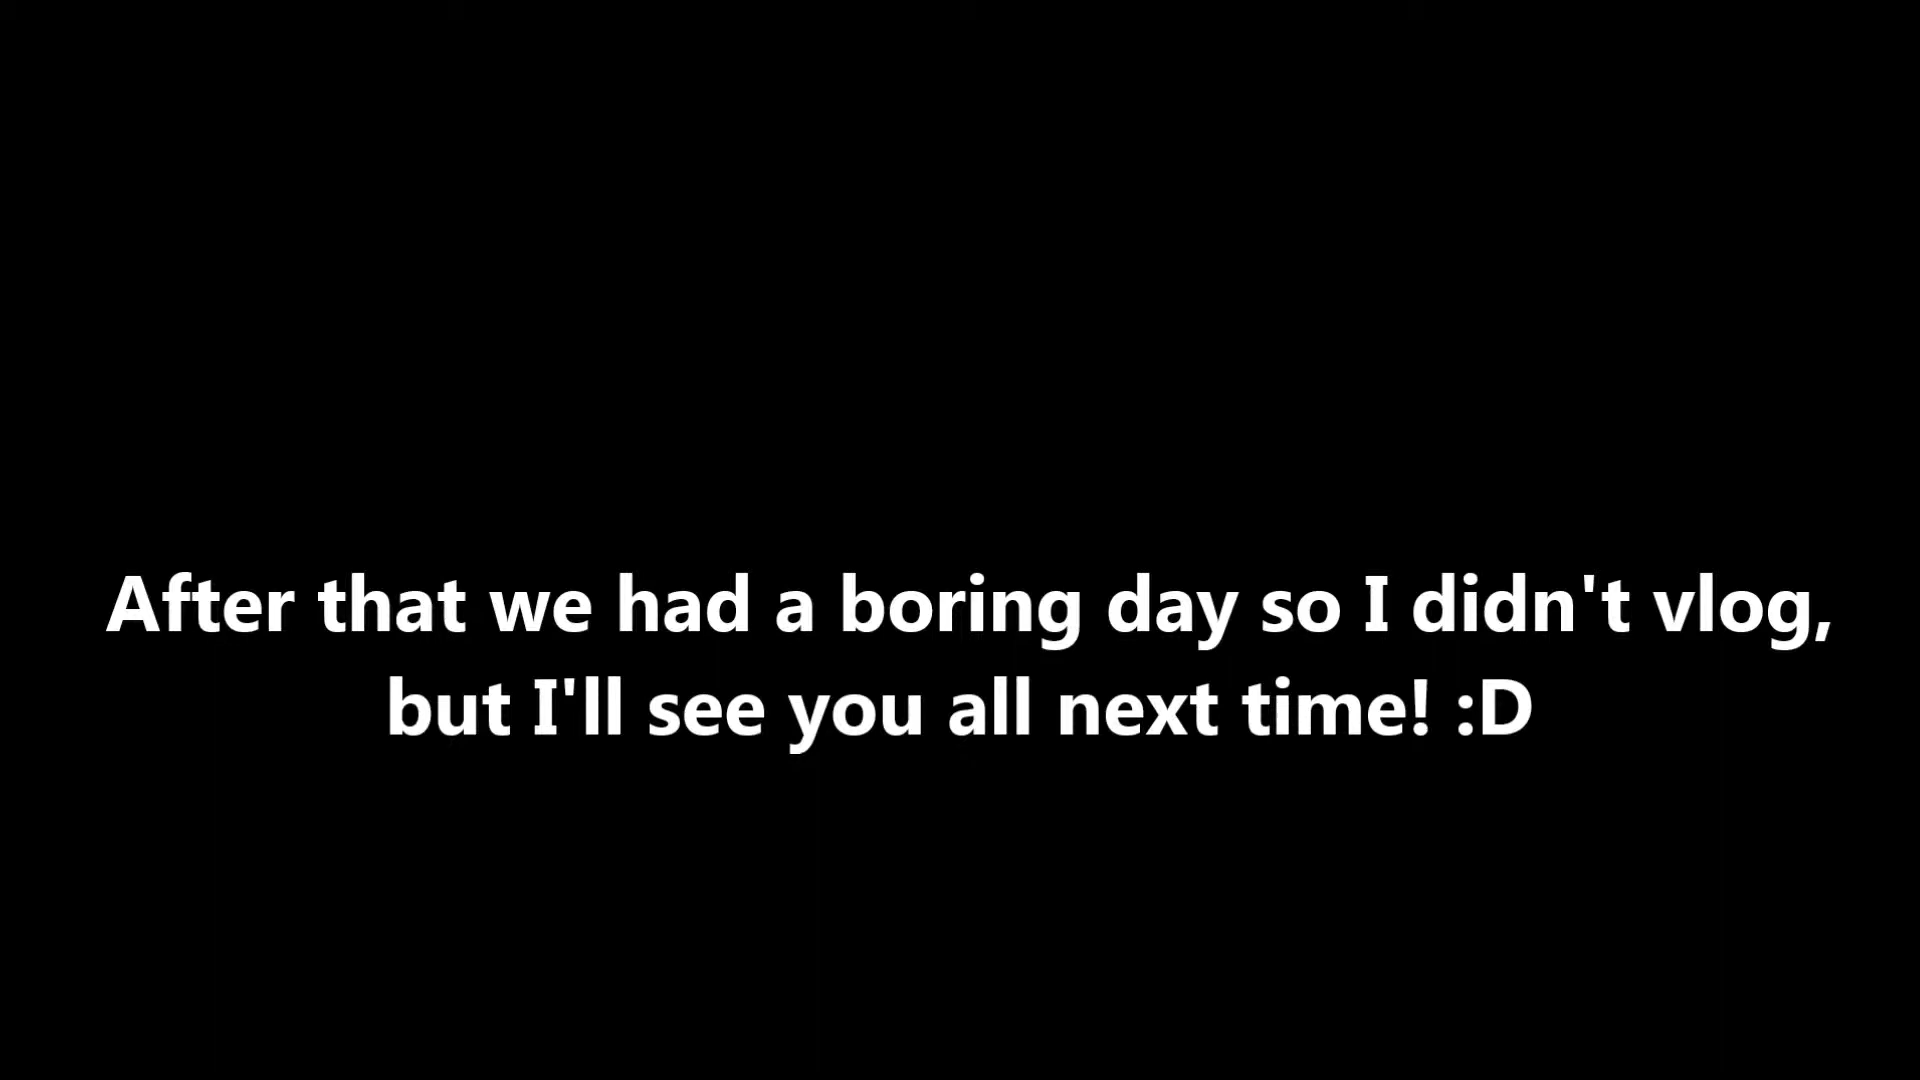 After that we had a boring day so I didn't vlog,
but I'll see you all next time! :D